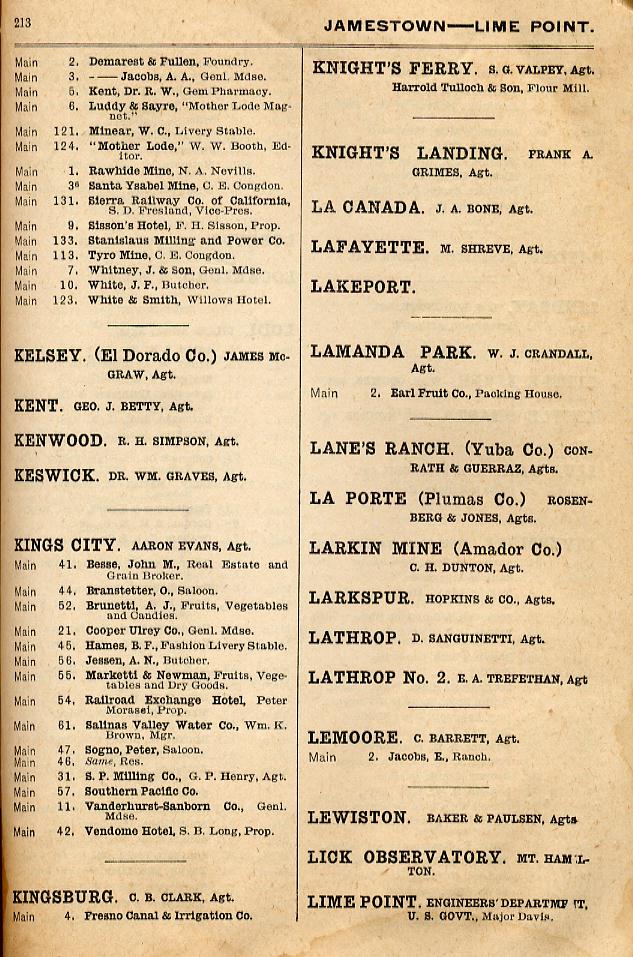 213
JAMESTOWN—LIME POINT.
Main 2. Demarest & Fullen, Foundry.
Main 3. -—— Jacobs, A. A., Genl. Mdse.
Main 5. Kent, Dr. R. W., Gem Pharmacy.
Main 6. Luddy & Sayre, "Mother Lode Mag-
net."
Main 121. Minear, W. C., Livery Stable.
Main 124. "Mother Lode," W. W. Booth, Ed-
itor.
Main 1. Rawhide Mine, N. A. Nevills.
Main 36 Santa Ysabel Mine, C. E. Congdon.
Main 131. Sierra Railway Co. of California,
S. D. Fresland, Vice-Pres.
Main 9. Sisson's Hotel, F. H. Sisson, Prop.
Main 133. Stanislaus Milling and Power Co.
Main 113. Tyro Mine, C. E. Congdon.
Main 7. Whitney, J. & Son, Genl. Mdse.
Main 10. White, J. F., Butcher.
Main 123. White & Smith, Willows Hotel.
KELSEY. (El Dorado Co.) JAMES Mc-
GRAW, Agt.
KENT. GEO. J. BETTY, Agt.
KENWOOD. R. H. SIMPSON, Agt.
KESWICK. DR. WM. GRAVES, Agt.
KINGS CITY. AARON EVANS, Agt.
Main 41. Besse, John M., Real Estate and
Grain Broker.
Main 44. Branstetter, O., Saloon.
Main 52. Brunetti, A. J., Fruits, Vegetables
and Candies.
Main 21. Cooper Ulrey Co., Genl. Mdse.
Main 45. Hames, B. F., Fashion Livery Stable.
Main 56. Jessen, A. N., Butcher.
Main 55. Marketti & Newman, Fruits, Vege-
tables and Dry Goods.
Main 54. Railroad Exchange Hotel, Peter
Morasei, Prop.
Main 61. Salinas Valley Water Co., Wm. K.
Brown, Mgr.
Main 47. Sogno, Peter, Saloon.
Main 46. Same, Res.
Main 31. S. P. Milling Co., G. P. Henry, Agt.
Main 57. Southern Pacific Co.
Main 11. Vanderhurst-Sanborn Co., Genl.
Mdse.
Main 42. Vendome Hotel, S. B. Long, Prop.
KINGSBURG. C. B. CLARK, Agt.
Main 4. Fresno Canal & Irrigation Co.
KNIGHT'S FERRY. S. G. VALPEY, Agt.
Harrold Tulloch & Son, Flour Mill.
KNIGHT'S LANDING. FRANK A.
GRIMES, Agt.
LA CANADA. J. A. BONE, Agt.
LAFAYETTE. M. SHREVE, Agt.
LAKEPORT.
LAMANDA PARK. W. J. CRANDALL,
Agt.
Main 2. Earl Fruit Co., Packing House.
LANE'S RANCH. (Yuba Co.) CON-
RATH & GUERRAZ, Agts.
LA PORTE (Plumas Co.) ROSEN-
BERG & JONES, Agts.
LARKIN MINE (Amador Co.)
C. H. DUNTON, Agt.
LARKSPUR. HOPKINS & CO., Agts.
LATHROP. D. SANGUINETTI, Agt.
LATHROP No. 2. E. A. TREFETHAN, Agt
LEMOORE. C. BARRETT, Agt.
Main 2. Jacobs, E., Ranch.
LEWISTON. BAKER & PAULSEN, Agts
LICK OBSERVATORY. MT. HAMIL-
TON.
LIME POINT. ENGINEERS' DEPARTMENT,
U. S. GOVT., Major Davis.